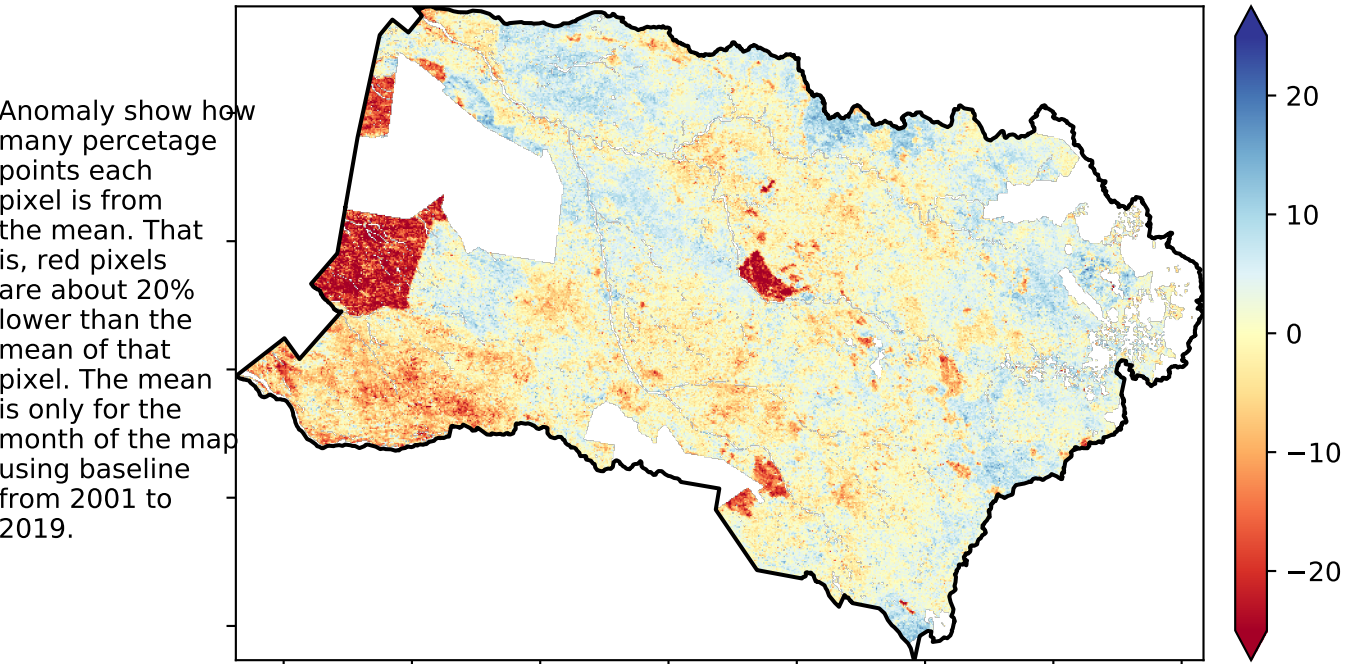 Anomaly show how
many percetage
points each
pixel is from
the mean. That
is, red pixels
are about 20%
lower than the
mean of that
pixel. The mean
is only for the
month of the map
using baseline
from 2001 to
2019.
20
10
0
−10
−20